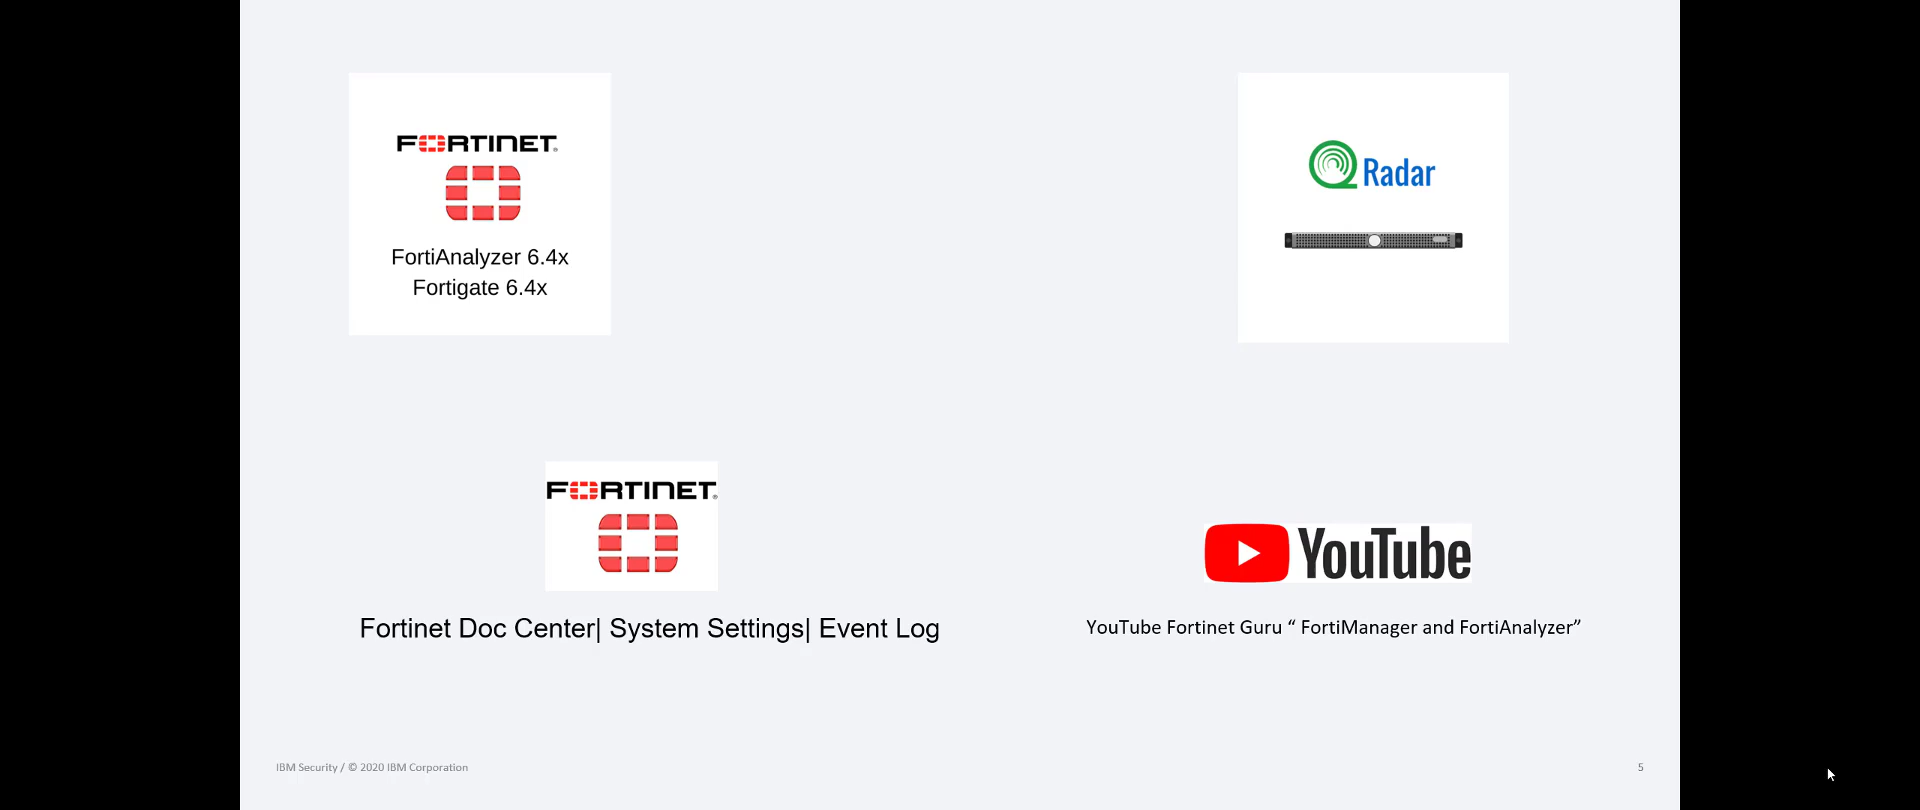 FORTINET
QRadar
FortiAnalyzer 6.4x
Fortigate 6.4x
FORTINET
YouTube
Fortinet Doc Center| System Settings| Event Log
YouTube Fortinet Guru “ FortiManager and FortiAnalyzer”
IBM Security / © 2020 IBM Corporation
5